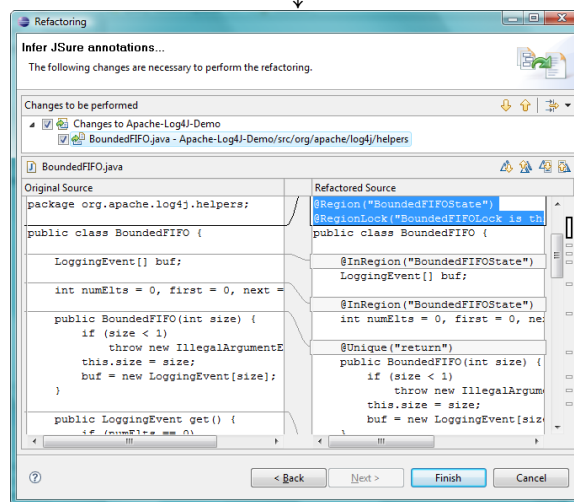 Refactoring
Infer JSure annotations...
The following changes are necessary to perform the refactoring.
Changes to be performed
Changes to Apache-Log4J-Demo
BoundedFIFO.java - Apache-Log4J-Demo/src/org/apache/log4j/helpers
BoundedFIFO.java
Original Source
package org.apache.log4j.helpers;
public class BoundedFIFO {
LoggingEvent[] buf;
int numElts = 0, first = 0, next =
public BoundedFIFO(int size) {
if (size < 1)
throw new IllegalArgumentE
this.size = size;
buf = new LoggingEvent[size];
}
public LoggingEvent get() {
if (numElts == 0)
Refactored Source
@Region("BoundedFIFOState")
@RegionLock("BoundedFIFOLock is th
public class BoundedFIFO {
@InRegion("BoundedFIFOState")
LoggingEvent[] buf;
@InRegion("BoundedFIFOState")
int numElts = 0, first = 0, ne
@Unique("return")
public BoundedFIFO(int size) {
if (size < 1)
throw new IllegalArgum
this.size = size;
buf = new LoggingEvent[siz
}
< Back
Next >
Finish
Cancel